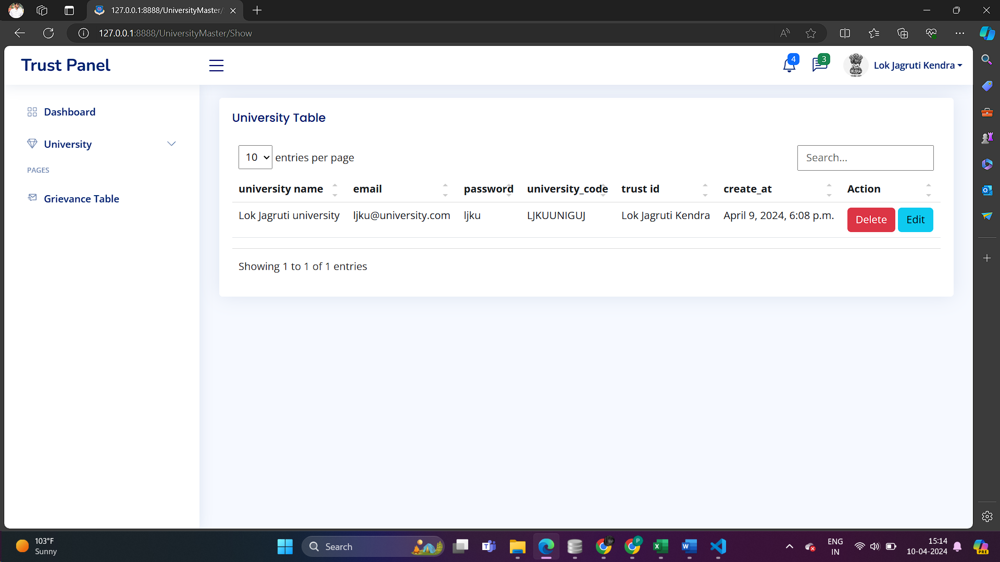 127.0.0.1:8888/UniversityMaster/
127.0.0.1:8888/UniversityMaster/Show
Trust Panel
4
3
Lok Jagruti Kendra
Dashboard
University
PAGES
Grievance Table
University Table
10 entries per page
Search...
university name email password university_code trust id create_at Action
Lok Jagruti university ljku@university.com ljku LJKUUNIGUJ Lok Jagruti Kendra April 9, 2024, 6:08 p.m. Delete Edit
Showing 1 to 1 of 1 entries
103°F
Sunny
Search
ENG
IN
15:14
10-04-2024
PRE